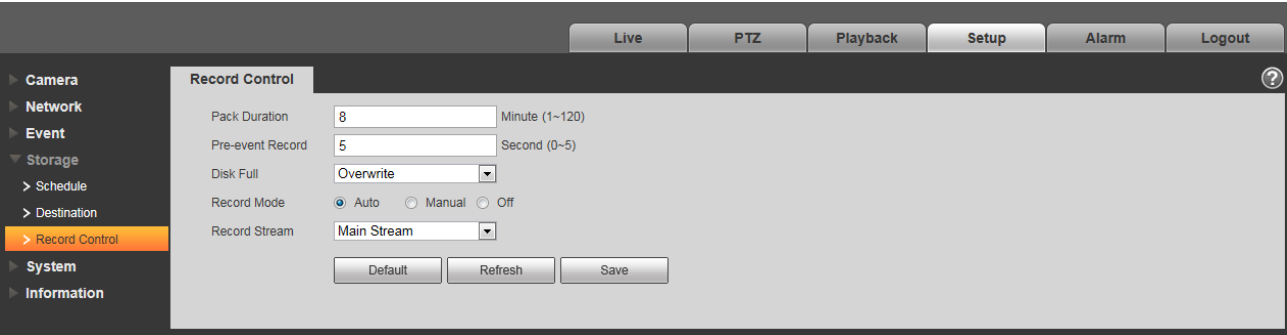 Live PTZ Playback Setup Alarm Logout
Camera
Network
Event
Storage
> Schedule
> Destination
> Record Control
System
Information
Record Control ?
Pack Duration 8 Minute (1~120)
Pre-event Record 5 Second (0~5)
Disk Full Overwrite
Record Mode Auto Manual Off
Record Stream Main Stream
Default Refresh Save